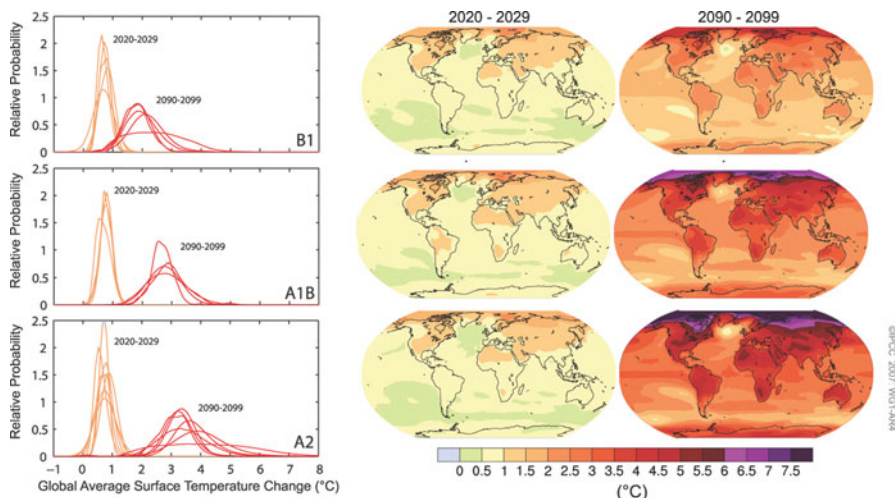 2020 - 2029
2090 - 2099
Relative Probability
2.5
2
1.5
1
0.5
0
2020-2029
2090-2099
B1
Relative Probability
2.5
2
1.5
1
0.5
0
2020-2029
2090-2099
A1B
Relative Probability
2.5
2
1.5
1
0.5
0
2020-2029
2090-2099
A2
−1 0 1 2 3 4 5 6 7 8
Global Average Surface Temperature Change (°C)
0 0.5 1 1.5 2 2.5 3 3.5 4 4.5 5 5.5 6 6.5 7 7.5
(°C)
©IPCC 2007: WG1-AR4